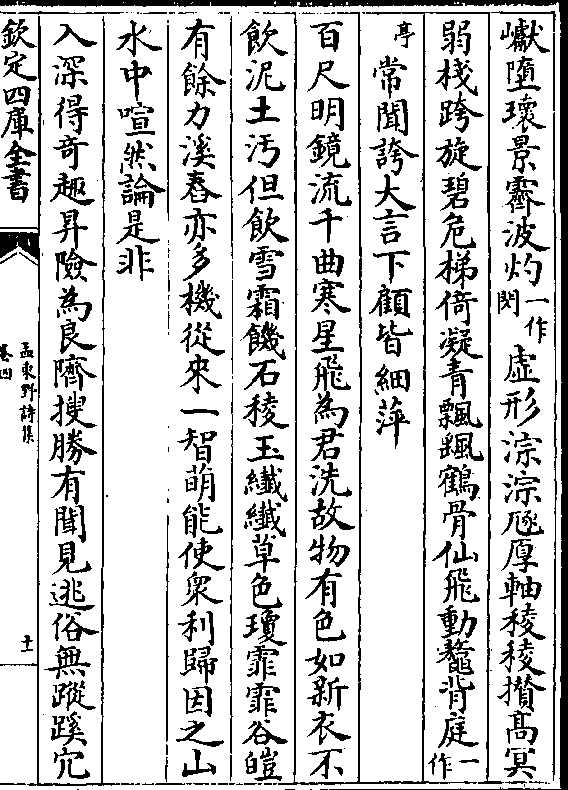 巘墮瓌景霽波灼一作閃虛形淙淙豗厚軸稜稜攢高冥
弱棧跨旋碧危梯倚凝青飄飄鶴骨仙飛動鼇背庭一作
亭常聞誇大言下顧皆細萍
百尺明鏡流千曲寒星飛為君洗故物有色如新衣不
飲泥土汚但飲雪霜饑石稜玉纖纖草色瓊霏霏谷磑
有餘力溪舂亦多機從來一智萌能使衆利歸因之山
水中喧然論是非
入深得奇趣昇險為良隮搜勝有聞見逃俗無蹤蹊穴
欽定四庫全書
孟東野詩集
卷四
十一